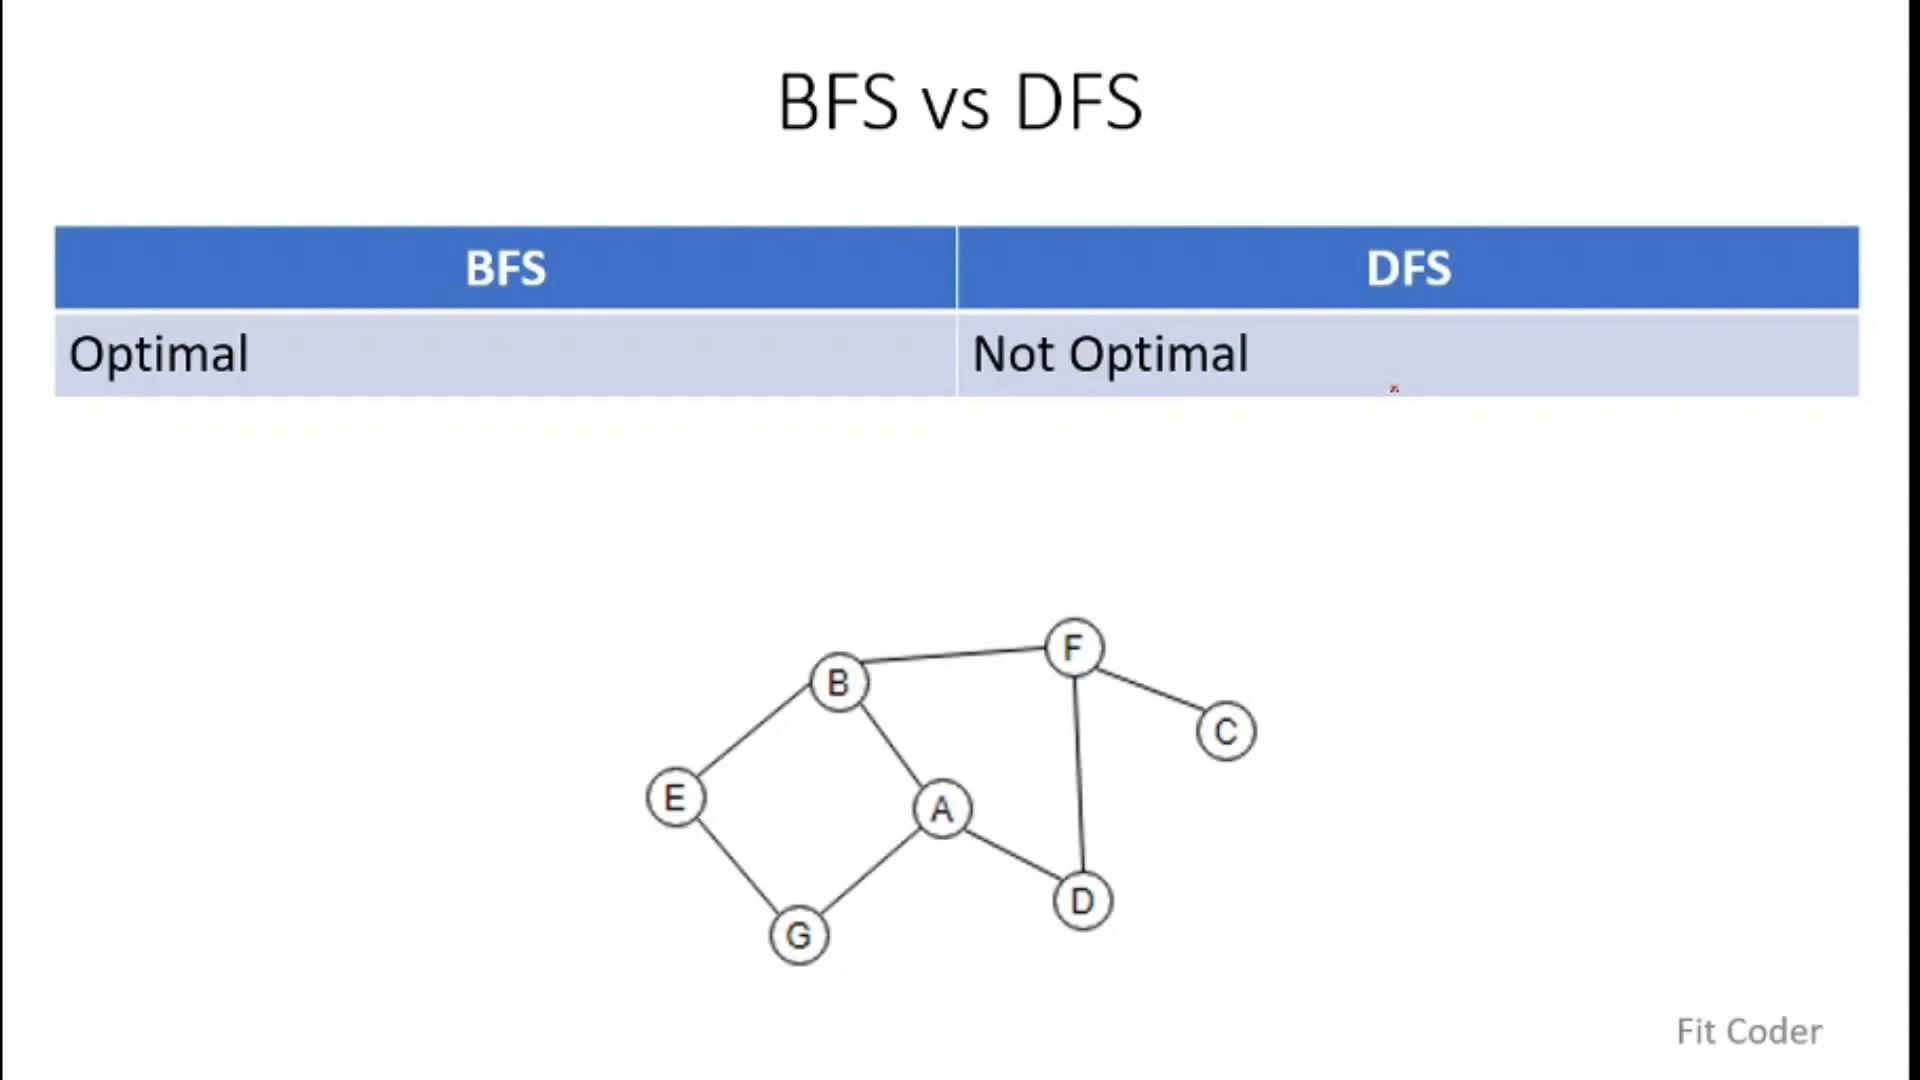 BFS vs DFS
BFS DFS
Optimal Not Optimal
F
B
C
E
A
D
G
Fit Coder